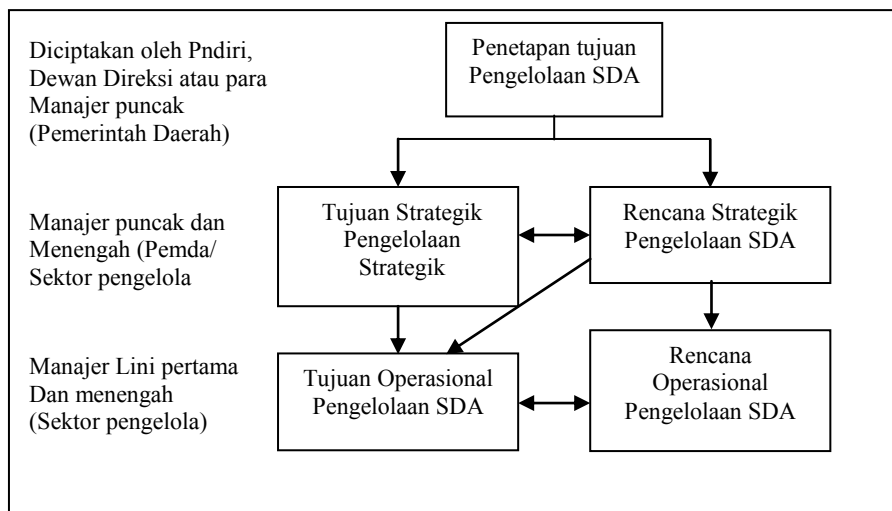 Diciptakan oleh Pndiri,
Dewan Direksi atau para
Manajer puncak
(Pemerintah Daerah)
Penetapan tujuan
Pengelolaan SDA
Manajer puncak dan
Menengah (Pemda/
Sektor pengelola
Tujuan Strategik
Pengelolaan
Strategik
Rencana Strategik
Pengelolaan SDA
Manajer Lini pertama
Dan menengah
(Sektor pengelola)
Tujuan Operasional
Pengelolaan SDA
Rencana
Operasional
Pengelolaan SDA